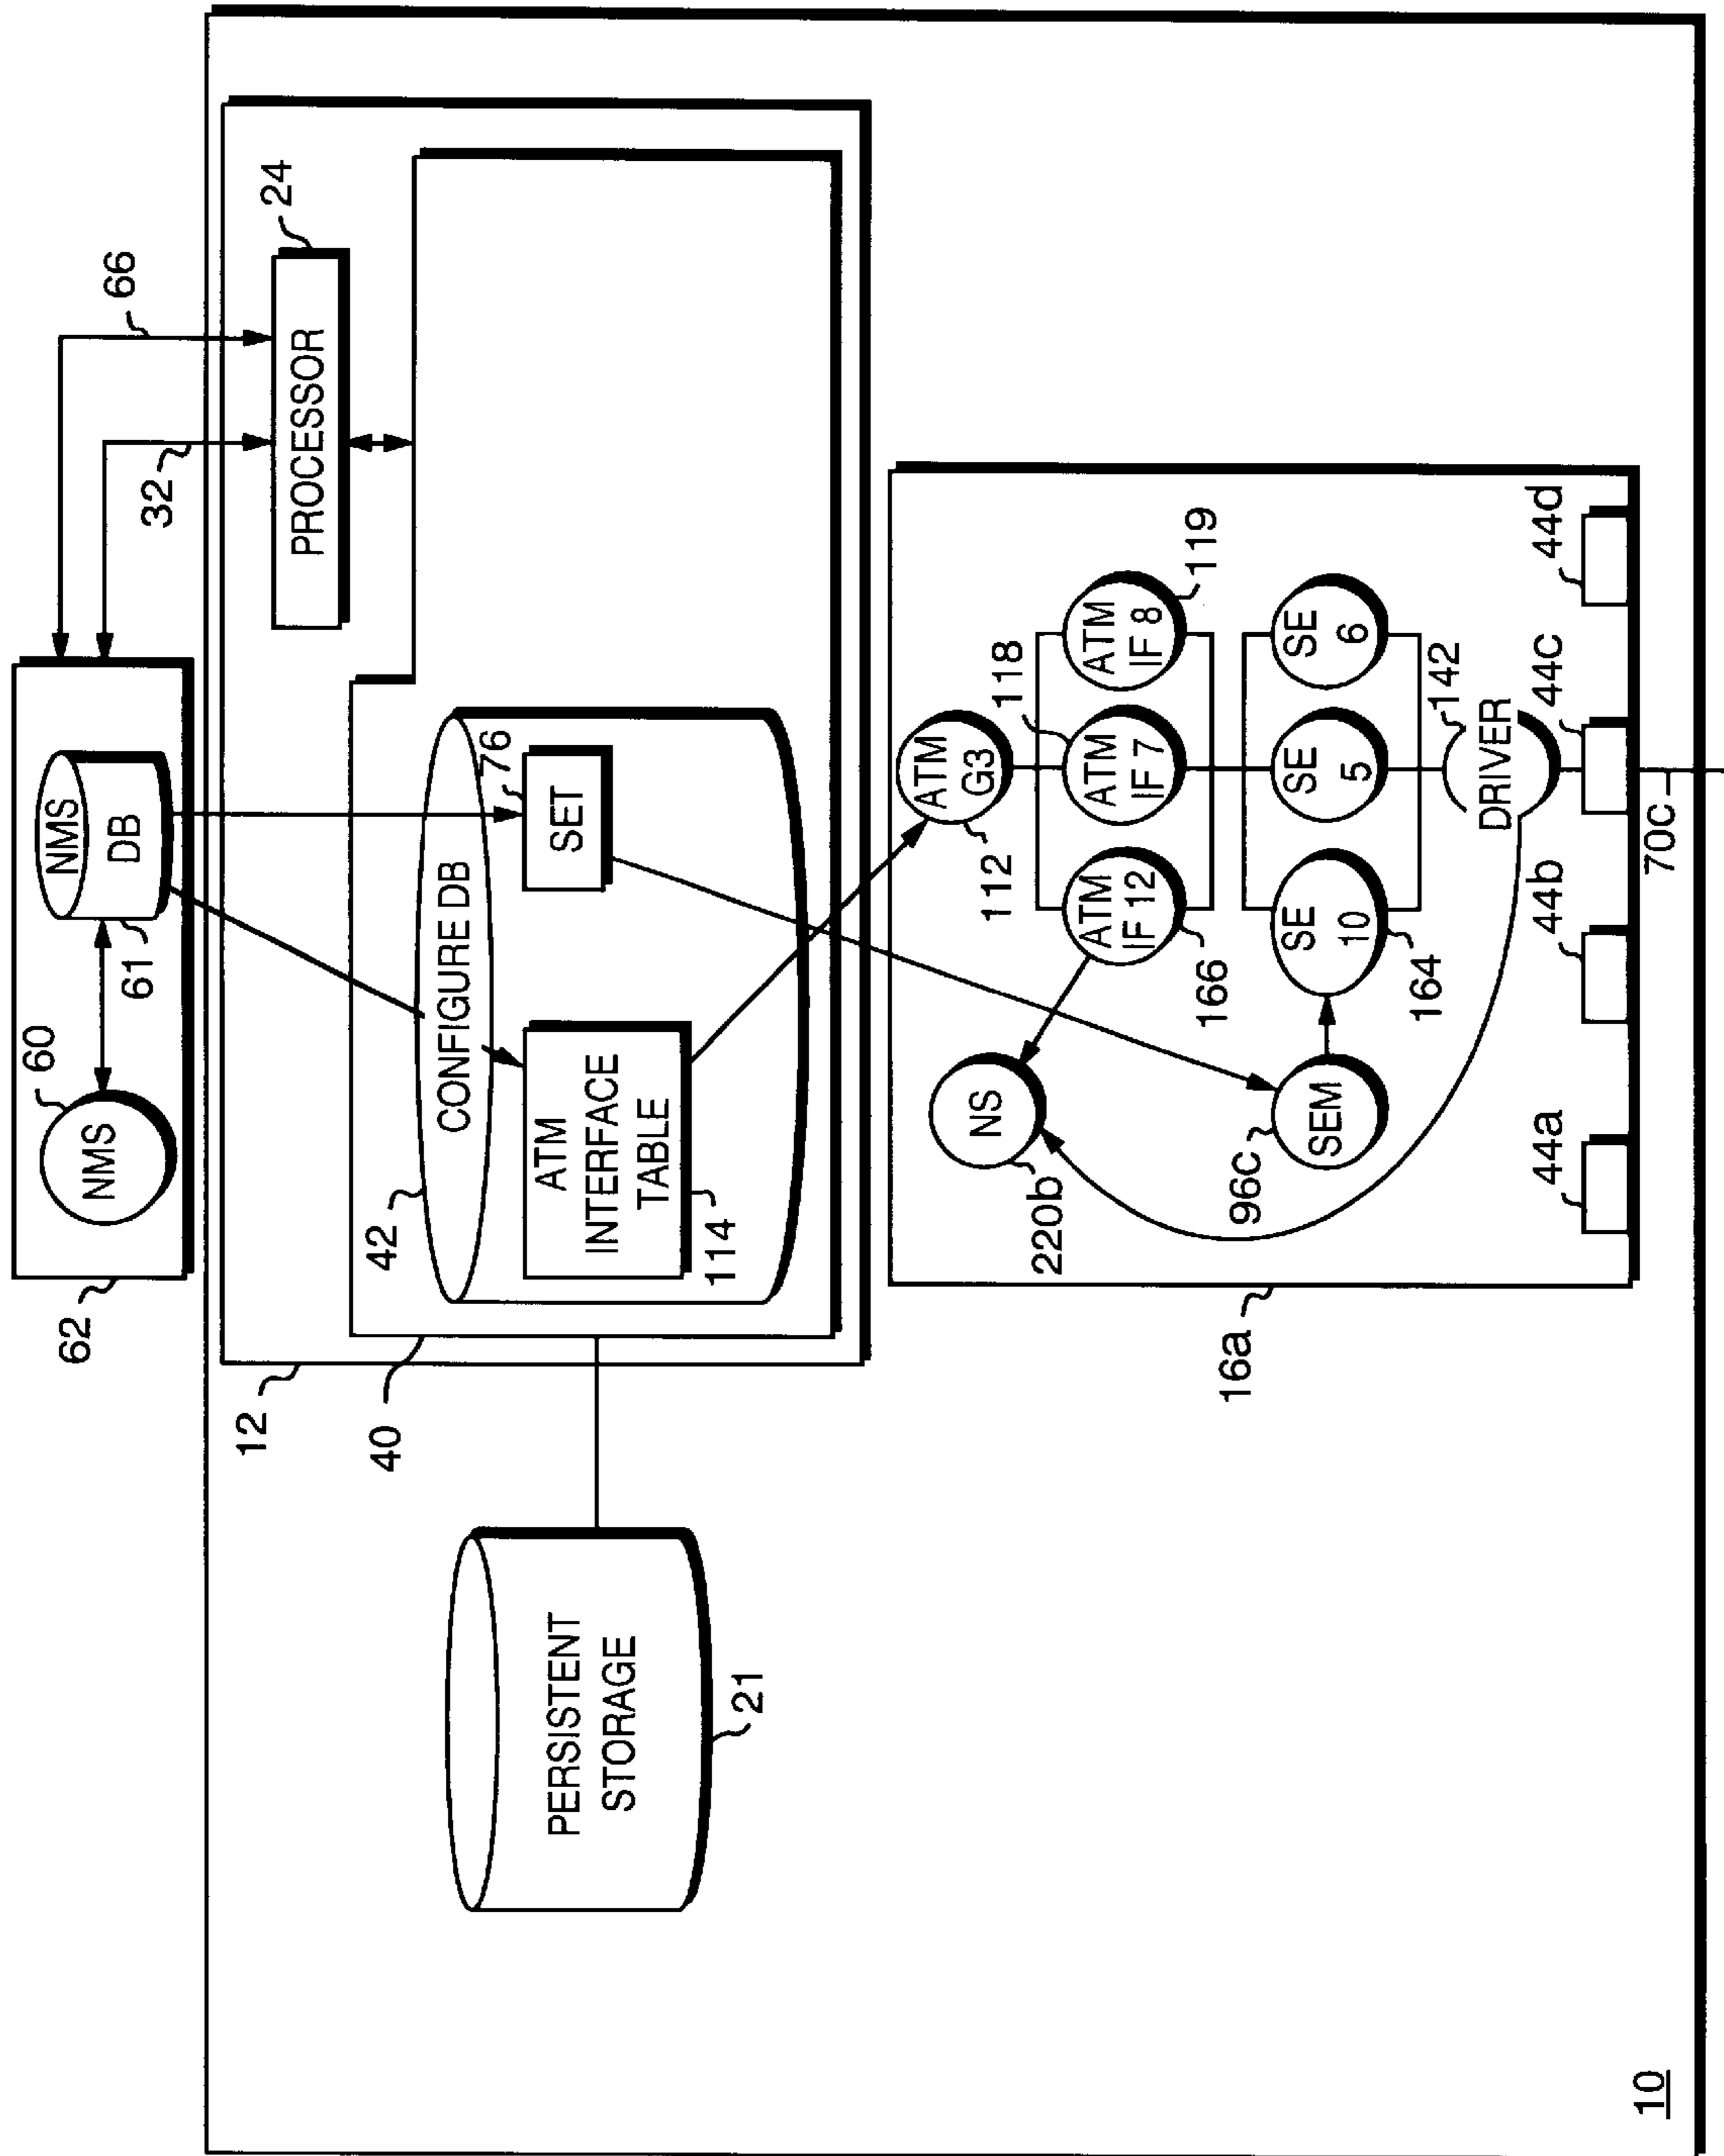 62
60
NMS
61
NMS
DB
32
66
12
40
42
CONFIGURE DB
76
SET
ATM
INTERFACE
TABLE
114
PROCESSOR
24
PERSISTENT
STORAGE
21
16a
NS
220b
112
ATM
G3
118
ATM
IF 12
166
ATM
IF 7
ATM
IF 8
119
96c
SEM
SE
10
164
SE
5
SE
6
142
DRIVER
44a
44b
44c
44d
70c
10